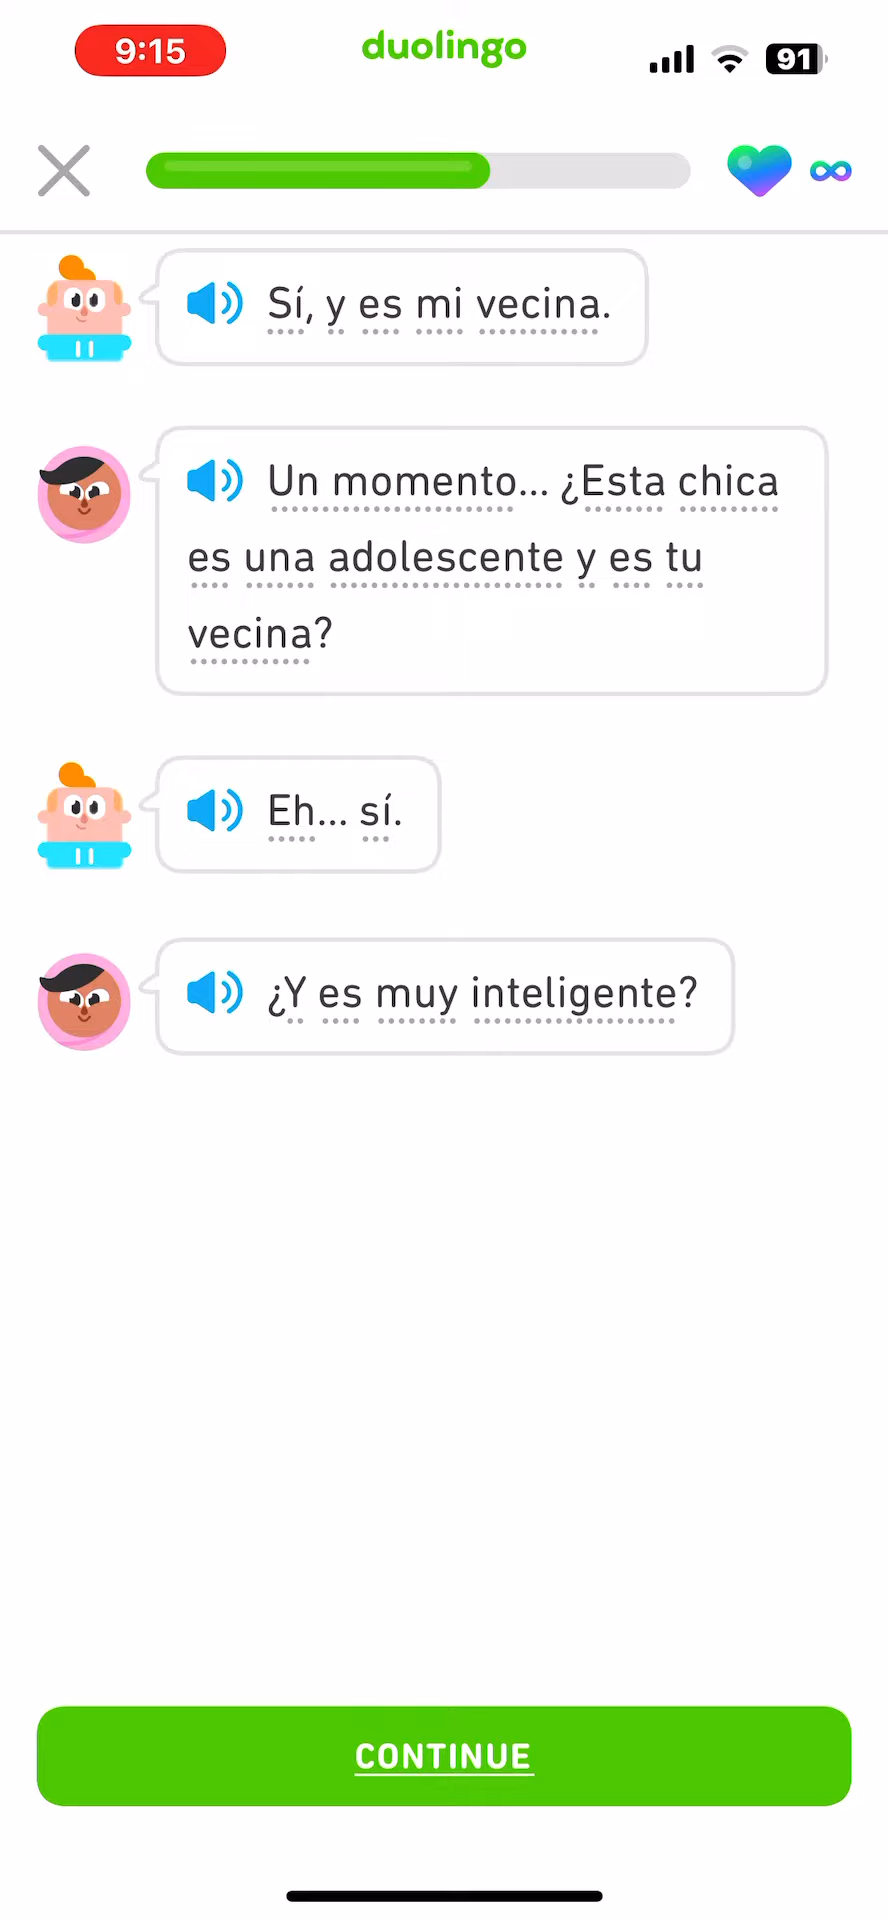 9:15
duolingo
91
Sí, y es mi vecina.
Un momento... ¿Esta chica
es una adolescente y es tu
vecina?
Eh... sí.
¿Y es muy inteligente?
CONTINUE